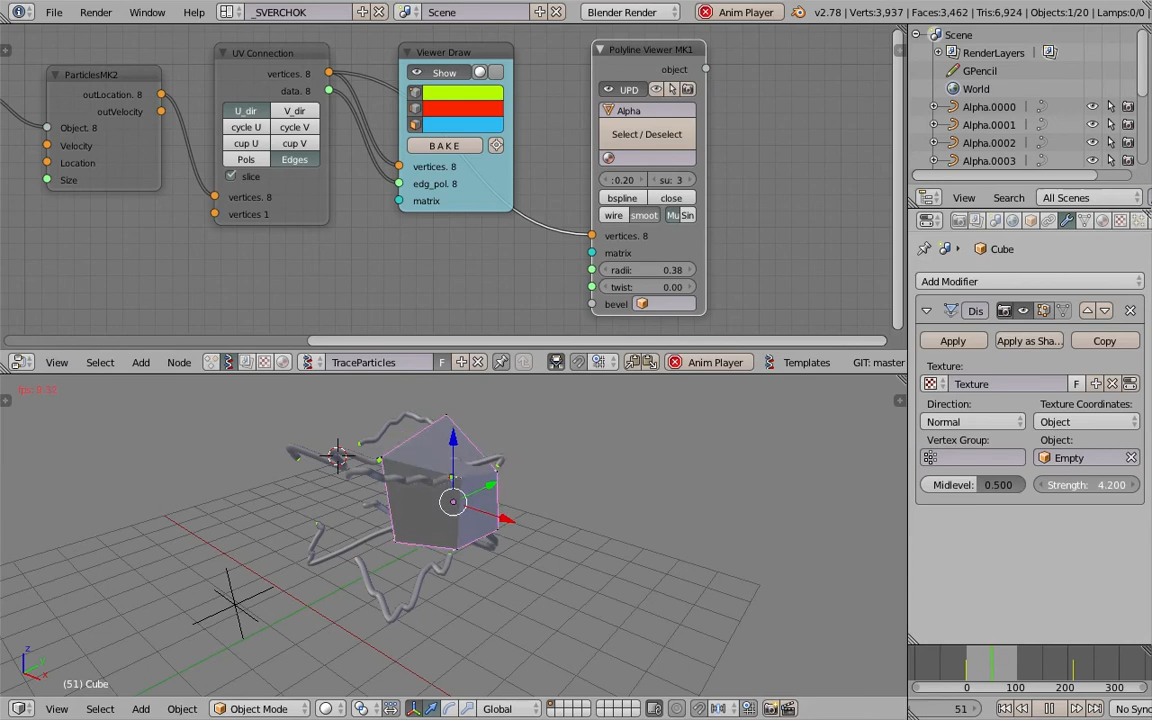 File Render Window Help _SVERCHOK Scene Blender Render Anim Player v2.78 | Verts:3,937 | Faces:3,462 | Tris:6,924 | Objects:1/20 | Lamps:0/0
ParticlesMK2
outLocation. 8
outVelocity
Object. 8
Velocity
Location
Size
UV Connection
vertices. 8
data. 8
U_dir V_dir
cycle U cycle V
cup U cup V
Pols Edges
slice
vertices. 8
vertices 1
Viewer Draw
Show
BAKE
vertices. 8
edg_pol. 8
matrix
Polyline Viewer MK1
object
UPD
Alpha
Select / Deselect
:0.20 su: 3
bspline close
wire smoot Mu Sin
vertices. 8
matrix
radii: 0.38
twist: 0.00
bevel
View Select Add Node TraceParticles F Anim Player Templates GIT: master
(51) Cube
View Select Add Object Object Mode Global
Scene
RenderLayers
GPencil
World
Alpha.0000
Alpha.0001
Alpha.0002
Alpha.0003
View Search All Scenes
Cube
Add Modifier
Dis
Apply Apply as Sha... Copy
Texture:
Texture F
Direction: Texture Coordinates:
Normal Object
Vertex Group: Object:
Empty
Midlevel: 0.500 Strength: 4.200
0 100 200 300
51 No Sync